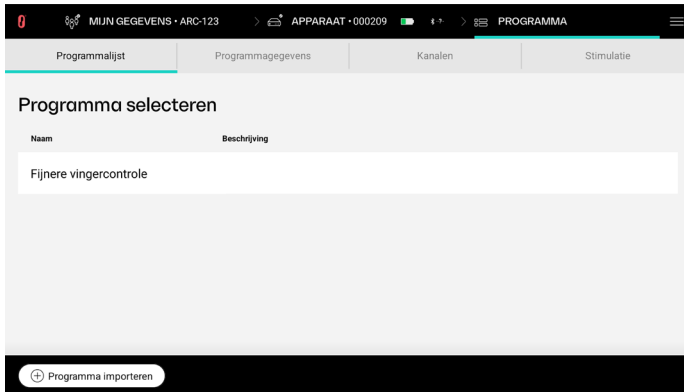 MIJN GEGEVENS • ARC-123 > APPARAAT • 000209 > PROGRAMMA
Programmalijst Programmagegevens Kanalen Stimulatie
Programma selecteren
Naam Beschrijving
Fijnere vingercontrole
Programma importeren